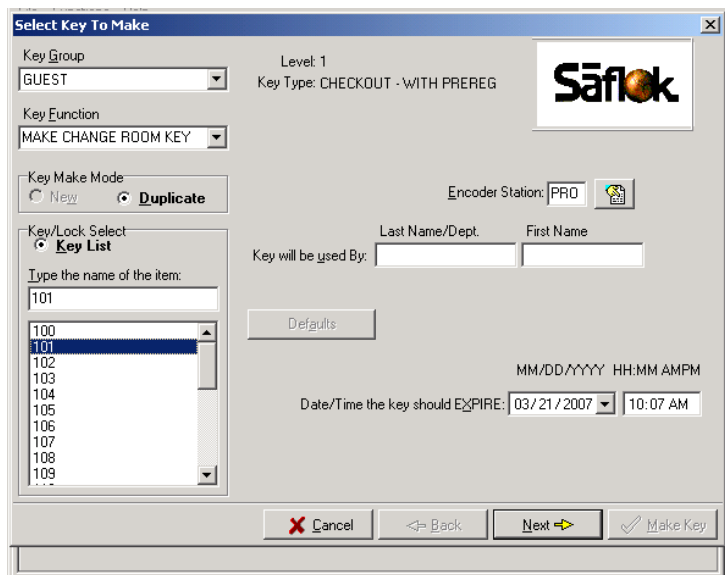 Select Key To Make
Key Group
GUEST
Key Function
MAKE CHANGE ROOM KEY
Level: 1
Key Type: CHECKOUT - WITH PREREG
Säflok
Key Make Mode
New
Duplicate
Key/Lock Select
Key List
Type the name of the item:
101
100
101
102
103
104
105
106
107
108
109
Encoder Station: PRO
Last Name/Dept. First Name
Key will be used By:
Defaults
MM/DD/YYYY HH:MM AMPM
Date/Time the key should EXPIRE: 03/21/2007 10:07 AM
Cancel
Back
Next
Make Key